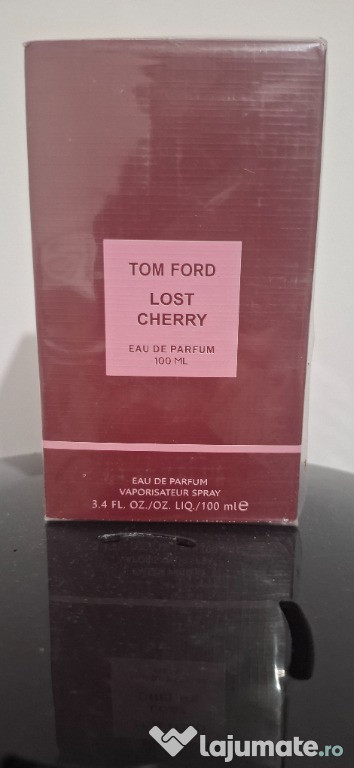 TOM FORD
LOST
CHERRY
EAU DE PARFUM
100 ML
EAU DE PARFUM
VAPORISATEUR SPRAY
3.4 FL. OZ./OZ. LIQ./100 ml e
lajumate.ro